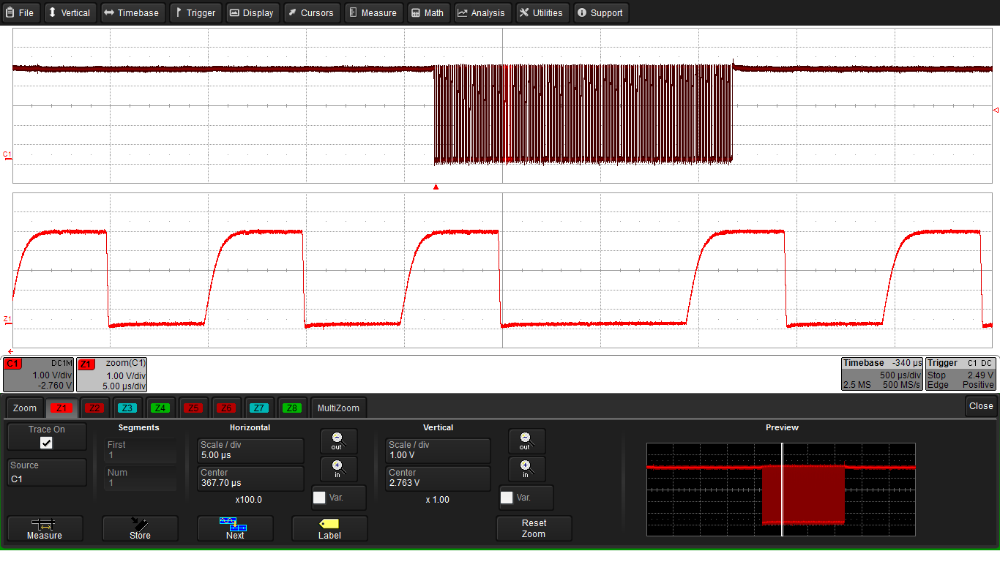 File Vertical Timebase Trigger Display Cursors Measure Math Analysis Utilities Support
C1
Z1
C1 DC1M
1.00 V/div
-2.760 V
Z1 zoom(C1)
1.00 V/div
5.00 µs/div
Timebase -340 µs
500 µs/div
2.5 MS 500 MS/s
Trigger C1 DC
Stop 2.49 V
Edge Positive
Zoom Z1 Z2 Z3 Z4 Z5 Z6 Z7 Z8 MultiZoom Close
Trace On
Source
C1
Segments
First
1
Num
1
Horizontal
Scale / div
5.00 µs
Center
367.70 µs
x100.0
out
in
Var.
Vertical
Scale / div
1.00 V
Center
2.763 V
x 1.00
out
in
Var.
Preview
Measure
Store
Next
Label
Reset
Zoom